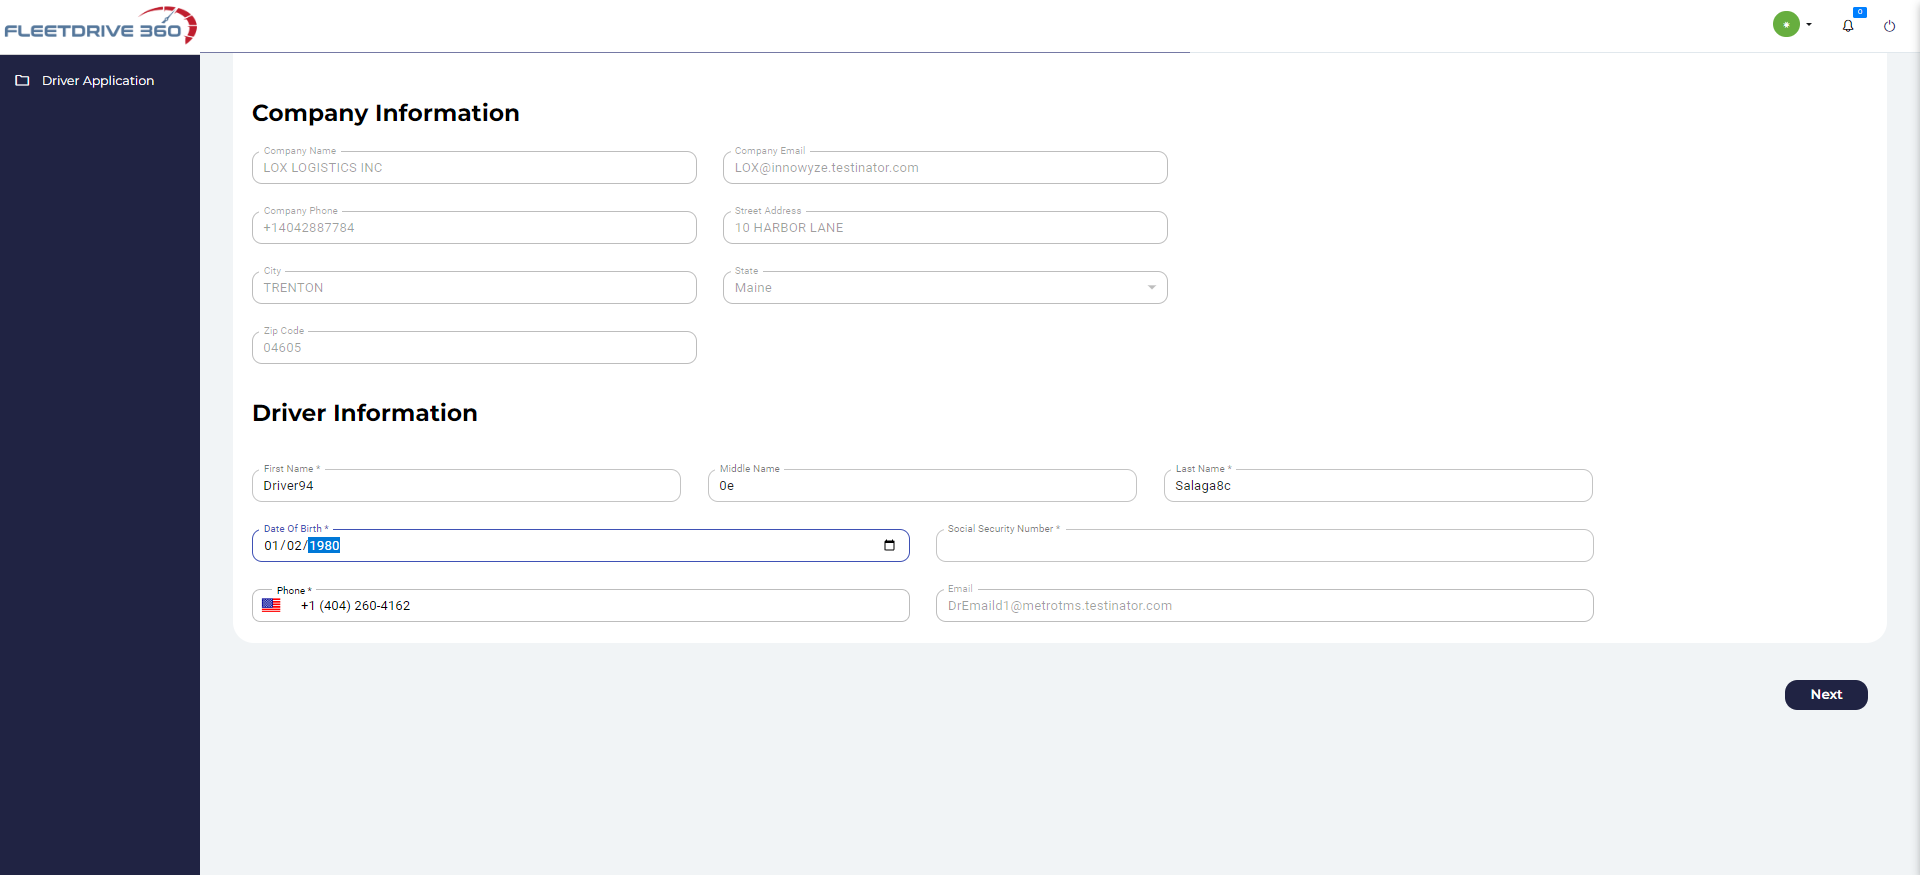 FLEETDRIVE 360
0
Driver Application
Company Information
Company Name
LOX LOGISTICS INC
Company Email
LOX@innowyze.testinator.com
Company Phone
+14042887784
Street Address
10 HARBOR LANE
City
TRENTON
State
Maine
Zip Code
04605
Driver Information
First Name *
Driver94
Middle Name
0e
Last Name *
Salaga8c
Date Of Birth *
01/02/1980
Social Security Number *
Phone *
+1 (404) 260-4162
Email
DrEmaild1@metrotms.testinator.com
Next